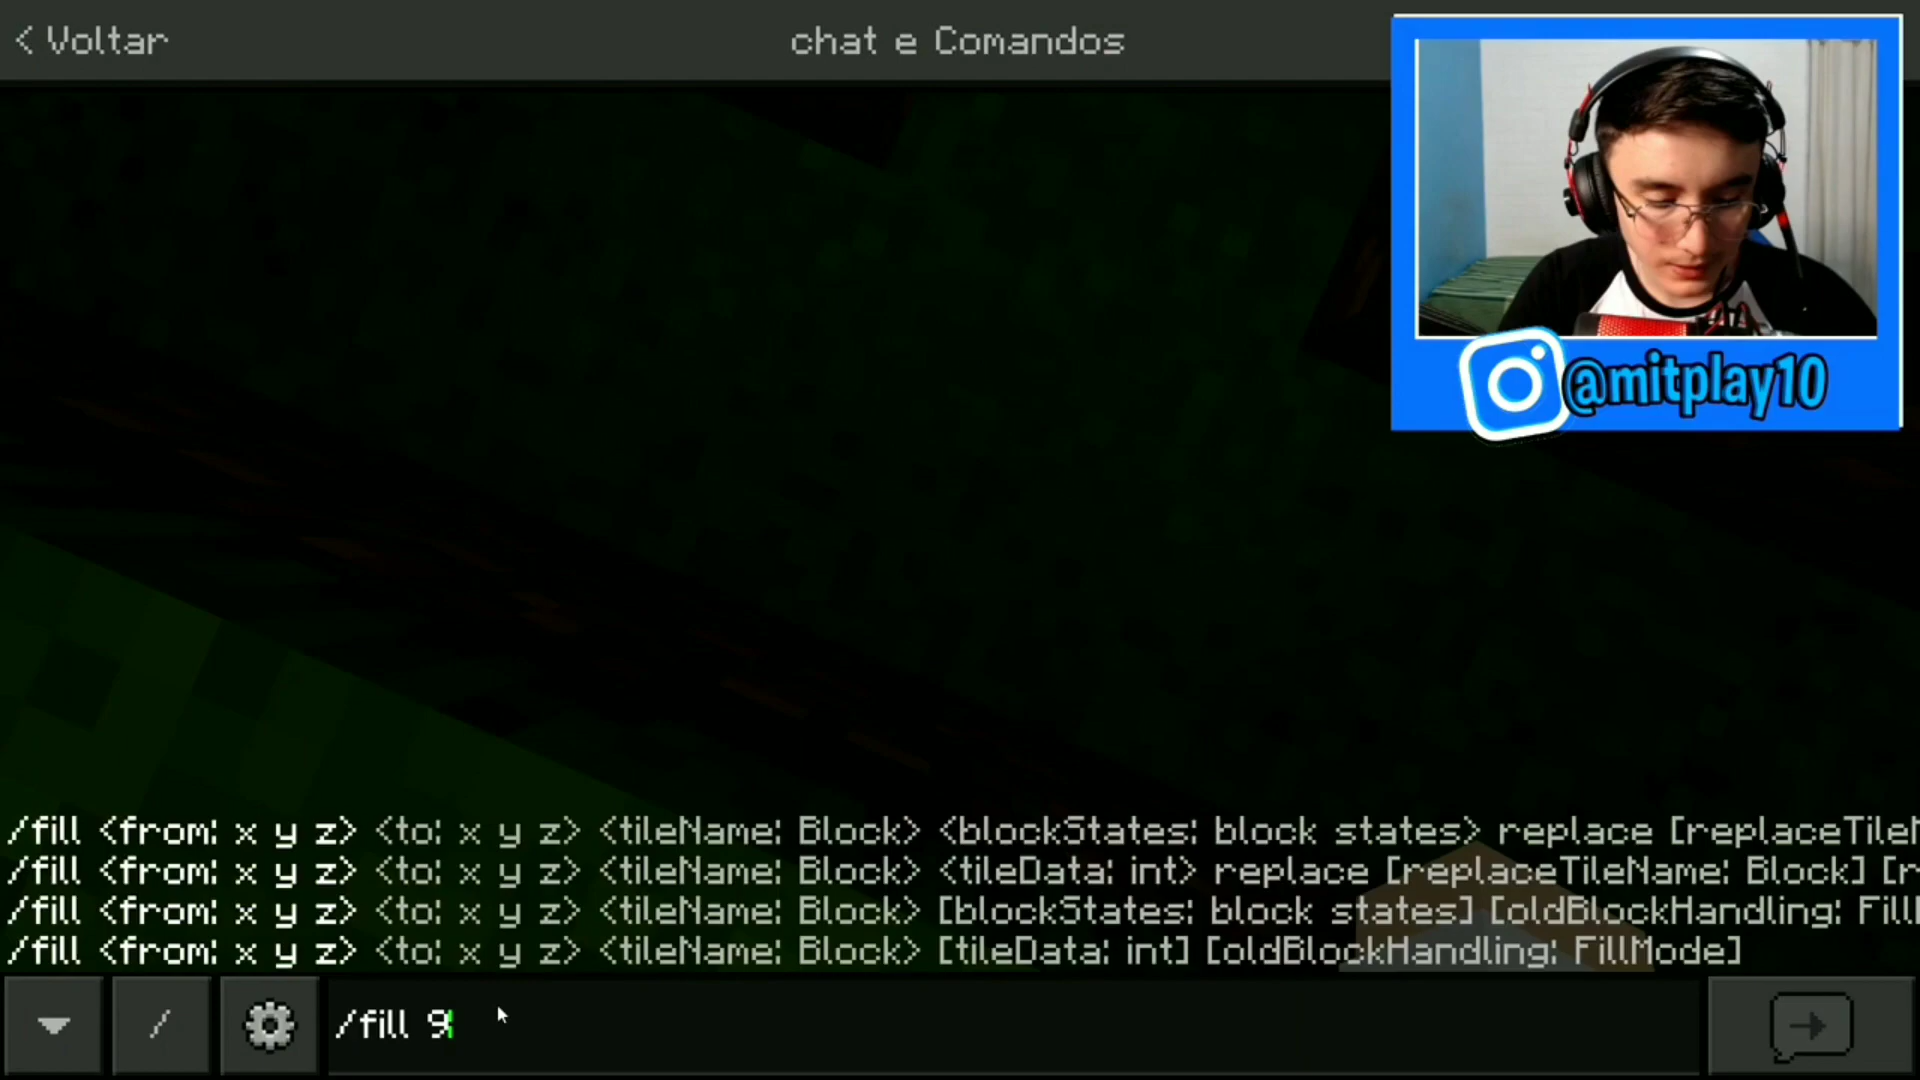 < Voltar
chat e Comandos
@mitplay10
/fill <from: x y z> <to: x y z> <tileName: Block> <blockStates: block states> replace [replaceTileN
/fill <from: x y z> <to: x y z> <tileName: Block> <tileData: int> replace [replaceTileName: Block] [r
/fill <from: x y z> <to: x y z> <tileName: Block> [blockStates: block states] [oldBlockHandling: Fill
/fill <from: x y z> <to: x y z> <tileName: Block> [tileData: int] [oldBlockHandling: FillMode]
/
/fill 9